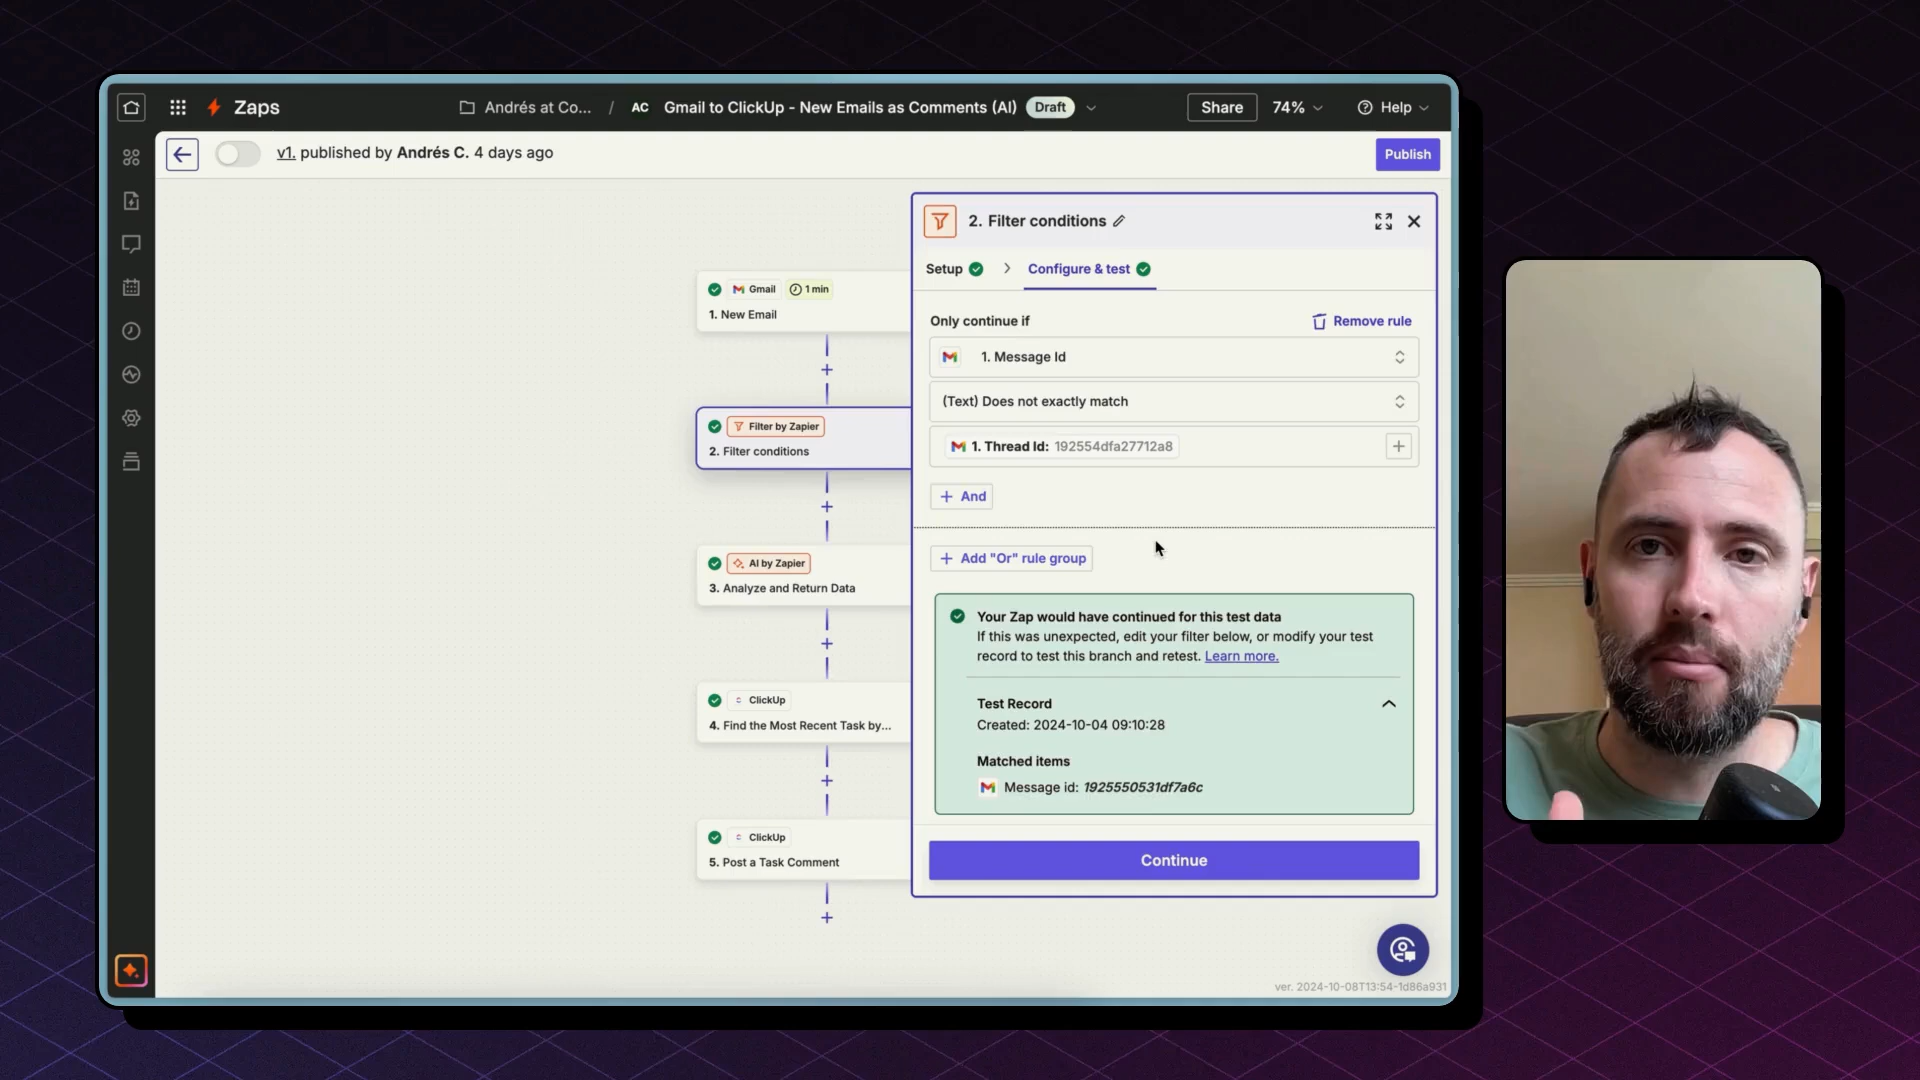 Zaps
Andrés at Co... / AC Gmail to ClickUp - New Emails as Comments (AI) Draft
Share 74% Help
v1. published by Andrés C. 4 days ago
Publish
Gmail 1 min
1. New Email
Filter by Zapier
2. Filter conditions
AI by Zapier
3. Analyze and Return Data
ClickUp
4. Find the Most Recent Task by...
ClickUp
5. Post a Task Comment
2. Filter conditions
Setup > Configure & test
Only continue if Remove rule
1. Message Id
(Text) Does not exactly match
1. Thread Id: 192554dfa27712a8
+ And
+ Add "Or" rule group
Your Zap would have continued for this test data
If this was unexpected, edit your filter below, or modify your test
record to test this branch and retest. Learn more.
Test Record
Created: 2024-10-04 09:10:28
Matched items
Message id: 1925550531df7a6c
Continue
ver. 2024-10-08T13:54-1d86a931